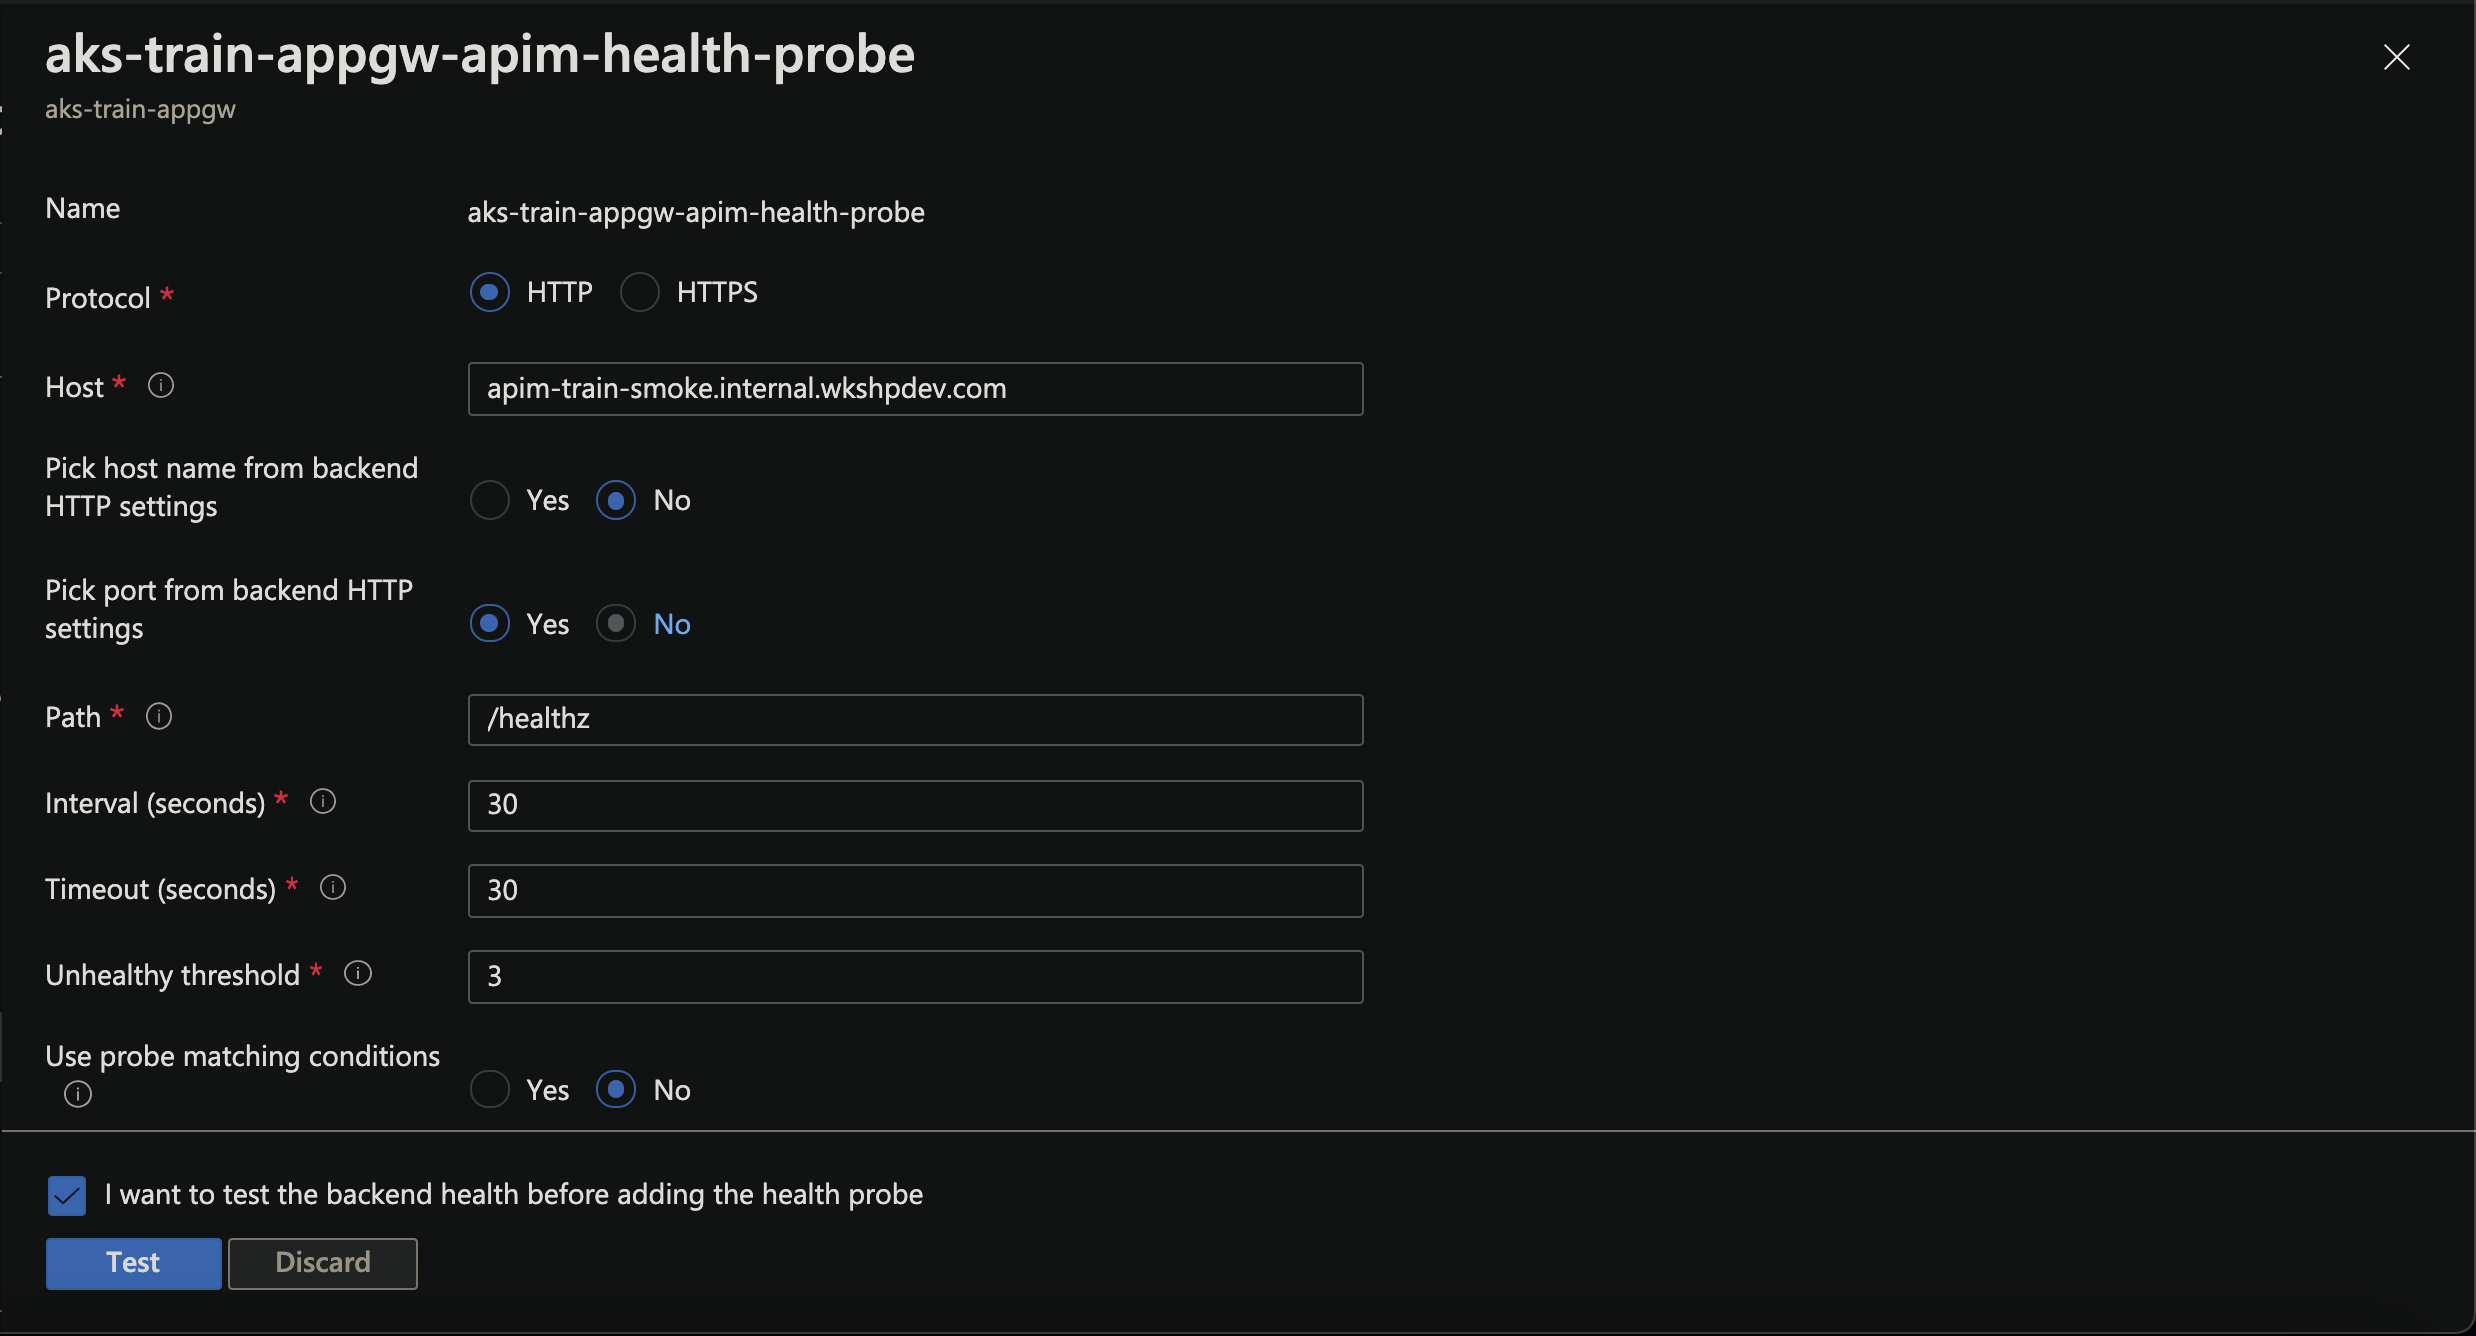 aks-train-appgw-apim-health-probe
aks-train-appgw
Name
aks-train-appgw-apim-health-probe
Protocol *
HTTP HTTPS
Host *
apim-train-smoke.internal.wkshpdev.com
Pick host name from backend
HTTP settings
Yes No
Pick port from backend HTTP
settings
Yes No
Path *
/healthz
Interval (seconds) *
30
Timeout (seconds) *
30
Unhealthy threshold *
3
Use probe matching conditions
Yes No
I want to test the backend health before adding the health probe
Test Discard